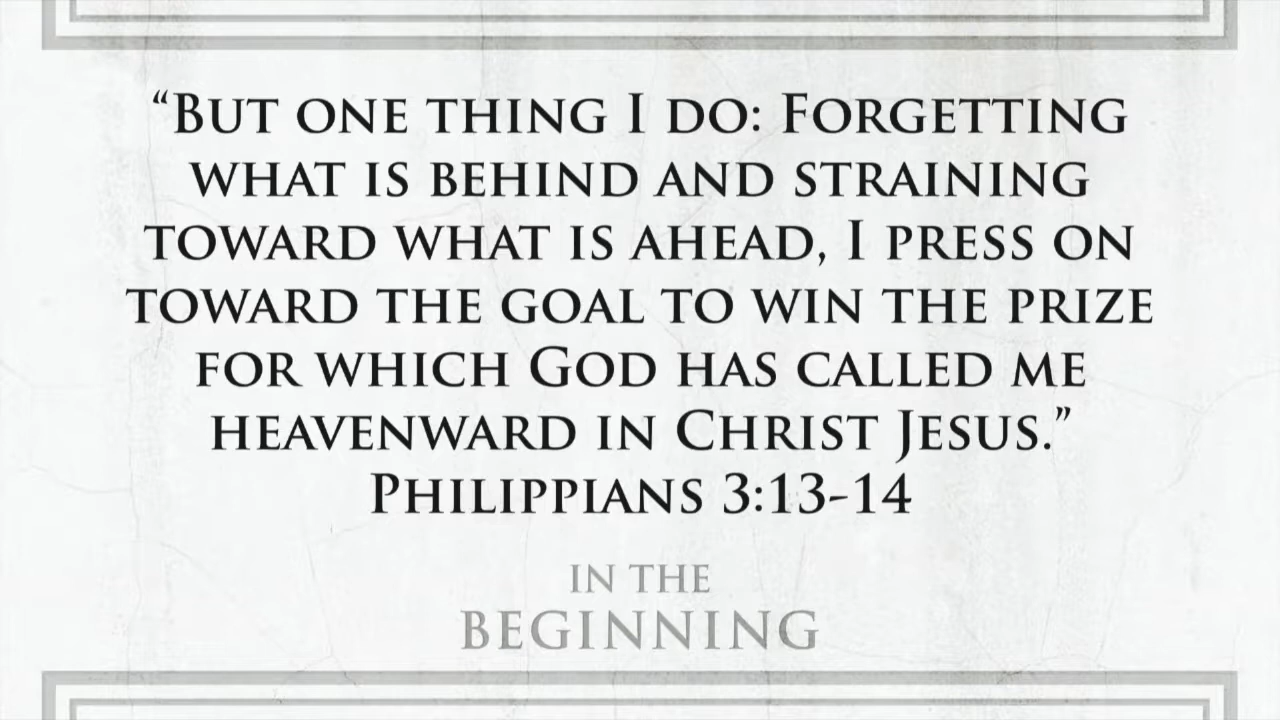 “But one thing I do: Forgetting
what is behind and straining
toward what is ahead, I press on
toward the goal to win the prize
for which God has called me
heavenward in Christ Jesus.”
Philippians 3:13-14
IN THE
BEGINNING